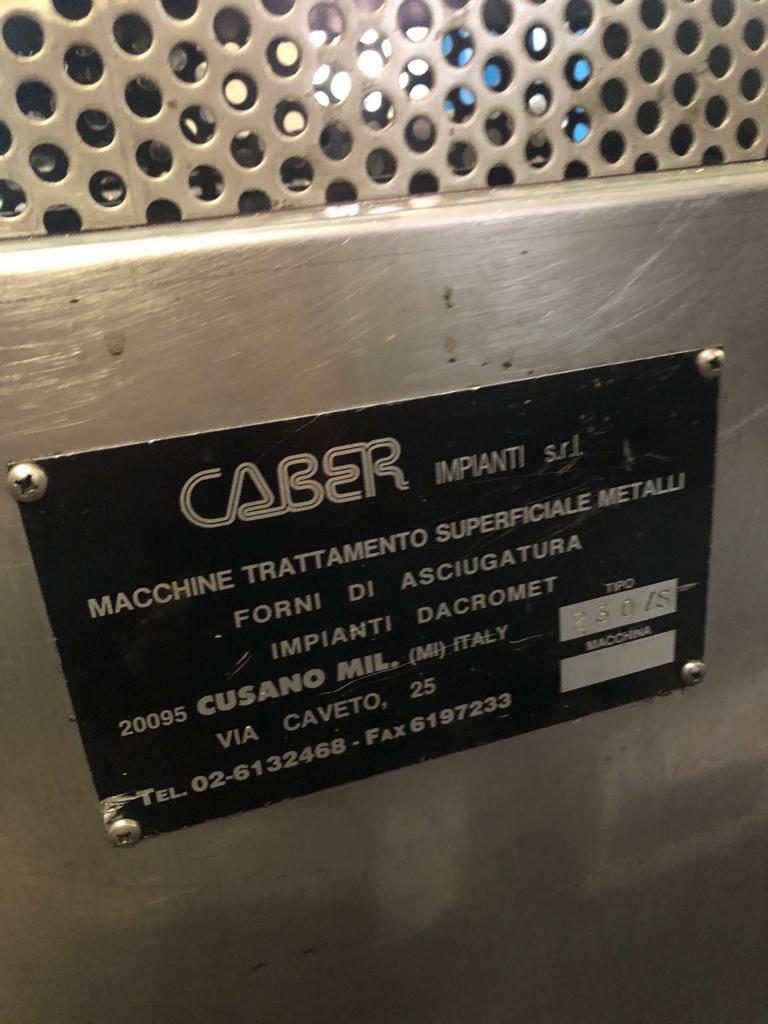 CABER IMPIANTI s.r.l.
MACCHINE TRATTAMENTO SUPERFICIALE METALLI
FORNI DI ASCIUGATURA
IMPIANTI DACROMET
TIPO
MACCHINA
20095 CUSANO MIL. (MI) ITALY
VIA CAVETO, 25
TEL. 02-6132468 - FAX 6197233